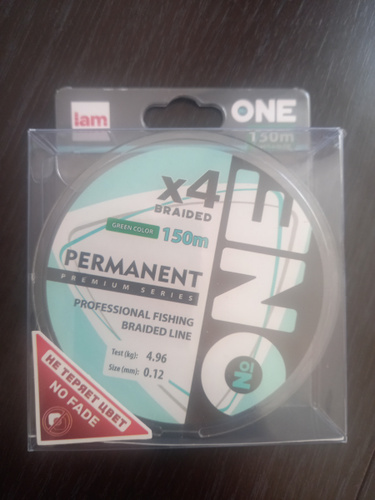 Iam
ONE
150m
x4
BRAIDED
GREEN COLOR 150m
PERMANENT
PREMIUM SERIES
PROFESSIONAL FISHING
BRAIDED LINE
Test (kg): 4.96
Size (mm): 0.12
№ ONE
НЕ ТЕРЯЕТ ЦВЕТ
NO FADE